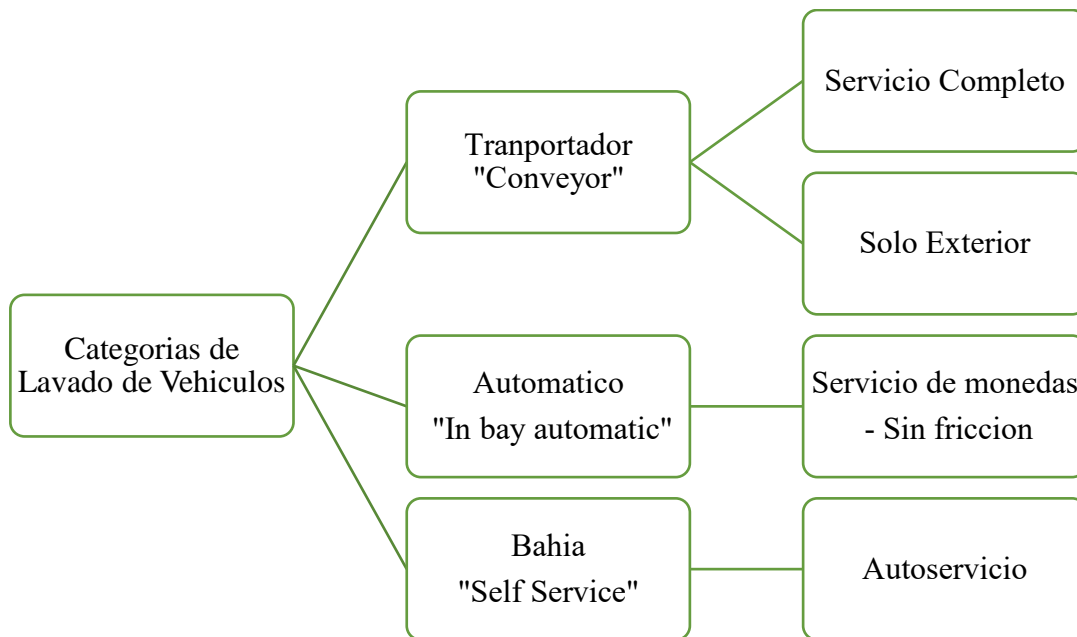 Categorias de
Lavado de Vehiculos
Tranportador
"Conveyor"
Servicio Completo
Solo Exterior
Automatico
"In bay automatic"
Servicio de monedas
- Sin friccion
Bahia
"Self Service"
Autoservicio